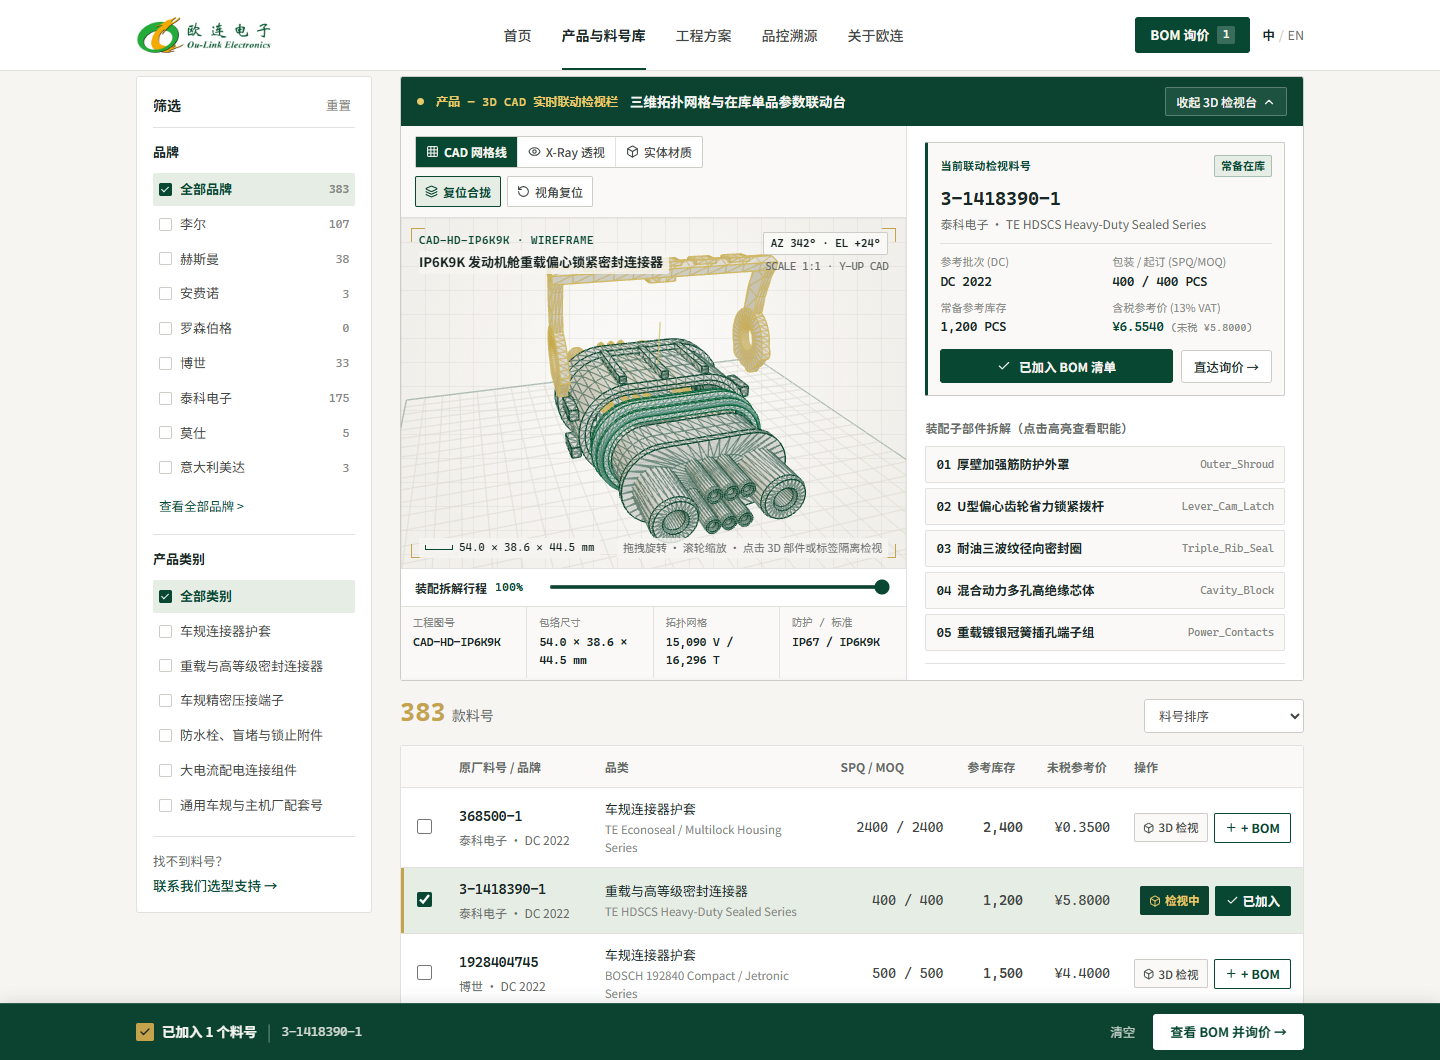 欧连电子
Ou-Link Electronics
首页
产品与料号库
工程方案
品控溯源
关于欧连
BOM 询价 1
中 / EN
筛选
重置
品牌
全部品牌 383
李尔 107
赫斯曼 38
安费诺 3
罗森伯格 0
博世 33
泰科电子 175
莫仕 5
意大利美达 3
查看全部品牌 >
产品类别
全部类别
车规连接器护套
重载与高等级密封连接器
车规精密压接端子
防水栓、盲堵与锁止附件
大电流配电连接组件
通用车规与主机厂配套号
找不到料号?
联系我们选型支持 →
产品 — 3D CAD 实时联动检视栏 三维拓扑网格与在库单品参数联动台
收起 3D 检视台
CAD 网格线
X-Ray 透视
实体材质
复位合拢
视角复位
CAD-HD-IP6K9K · WIREFRAME
IP6K9K 发动机舱重载偏心锁紧密封连接器
AZ 342° · EL +24°
SCALE 1:1 · Y-UP CAD
54.0 × 38.6 × 44.5 mm
拖拽旋转 · 滚轮缩放 · 点击 3D 部件或标签隔离检视
装配拆解行程 100%
工程图号
CAD-HD-IP6K9K
包络尺寸
54.0 × 38.6 ×
44.5 mm
拓扑网格
15,090 V /
16,296 T
防护 / 标准
IP67 / IP6K9K
当前联动检视料号
常备在库
3-1418390-1
泰科电子 · TE HDSCS Heavy-Duty Sealed Series
参考批次 (DC)
DC 2022
包装 / 起订 (SPQ/MOQ)
400 / 400 PCS
常备参考库存
1,200 PCS
含税参考价 (13% VAT)
¥6.5540 (未税 ¥5.8000)
已加入 BOM 清单
直达询价 →
装配子部件拆解（点击高亮查看职能）
01 厚壁加强筋防护外罩 Outer_Shroud
02 U型偏心齿轮省力锁紧拨杆 Lever_Cam_Latch
03 耐油三波纹径向密封圈 Triple_Rib_Seal
04 混合动力多孔高绝缘芯体 Cavity_Block
05 重载镀银冠簧插孔端子组 Power_Contacts
383 款料号
料号排序
原厂料号 / 品牌 品类 SPQ / MOQ 参考库存 未税参考价 操作
368500-1
泰科电子 · DC 2022
车规连接器护套
TE Econoseal / Multilock Housing
Series
2400 / 2400 2,400 ¥0.3500 3D 检视 + BOM
3-1418390-1
泰科电子 · DC 2022
重载与高等级密封连接器
TE HDSCS Heavy-Duty Sealed Series
400 / 400 1,200 ¥5.8000 检视中 已加入
1928404745
博世 · DC 2022
车规连接器护套
BOSCH 192840 Compact / Jetronic
Series
500 / 500 1,500 ¥4.4000 3D 检视 + BOM
已加入 1 个料号 3-1418390-1
清空
查看 BOM 并询价 →